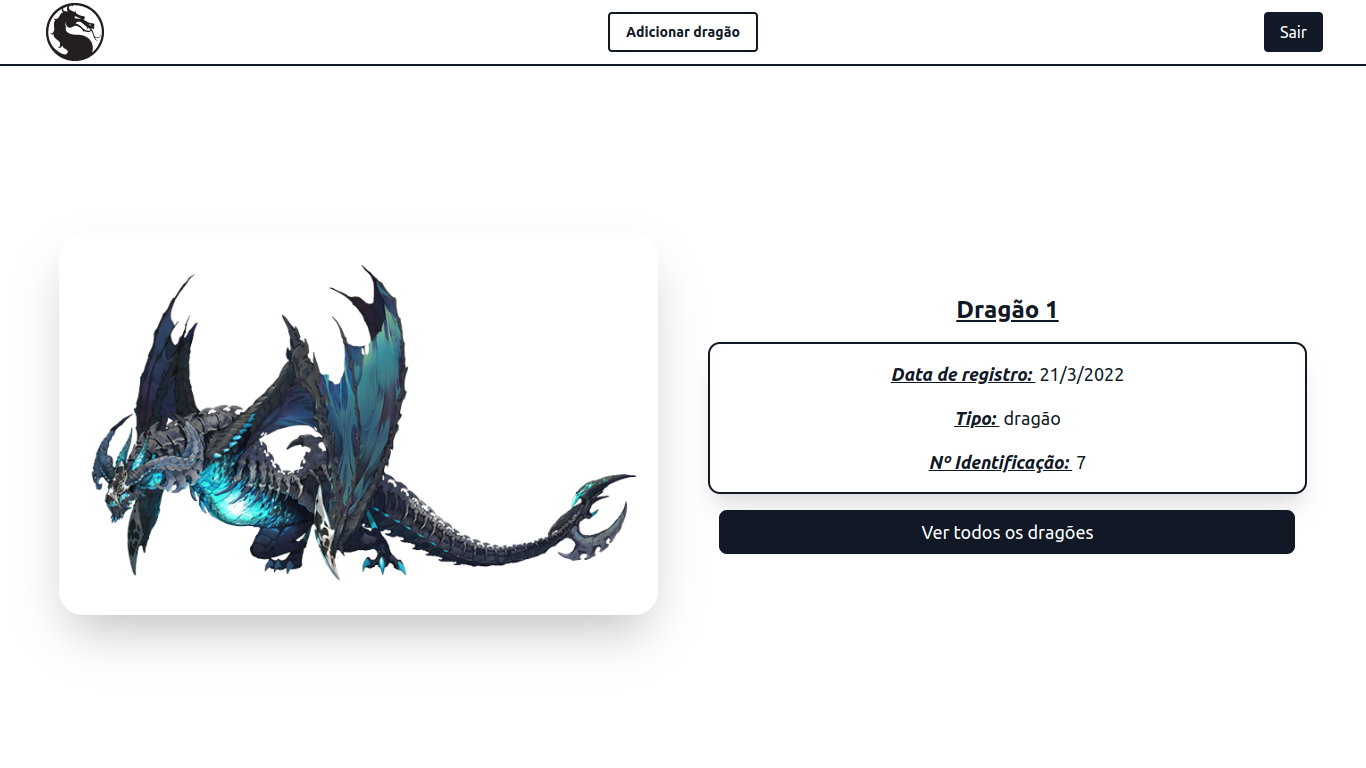 Adicionar dragão
Sair
Dragão 1
Data de registro: 21/3/2022
Tipo: dragão
Nº Identificação: 7
Ver todos os dragões